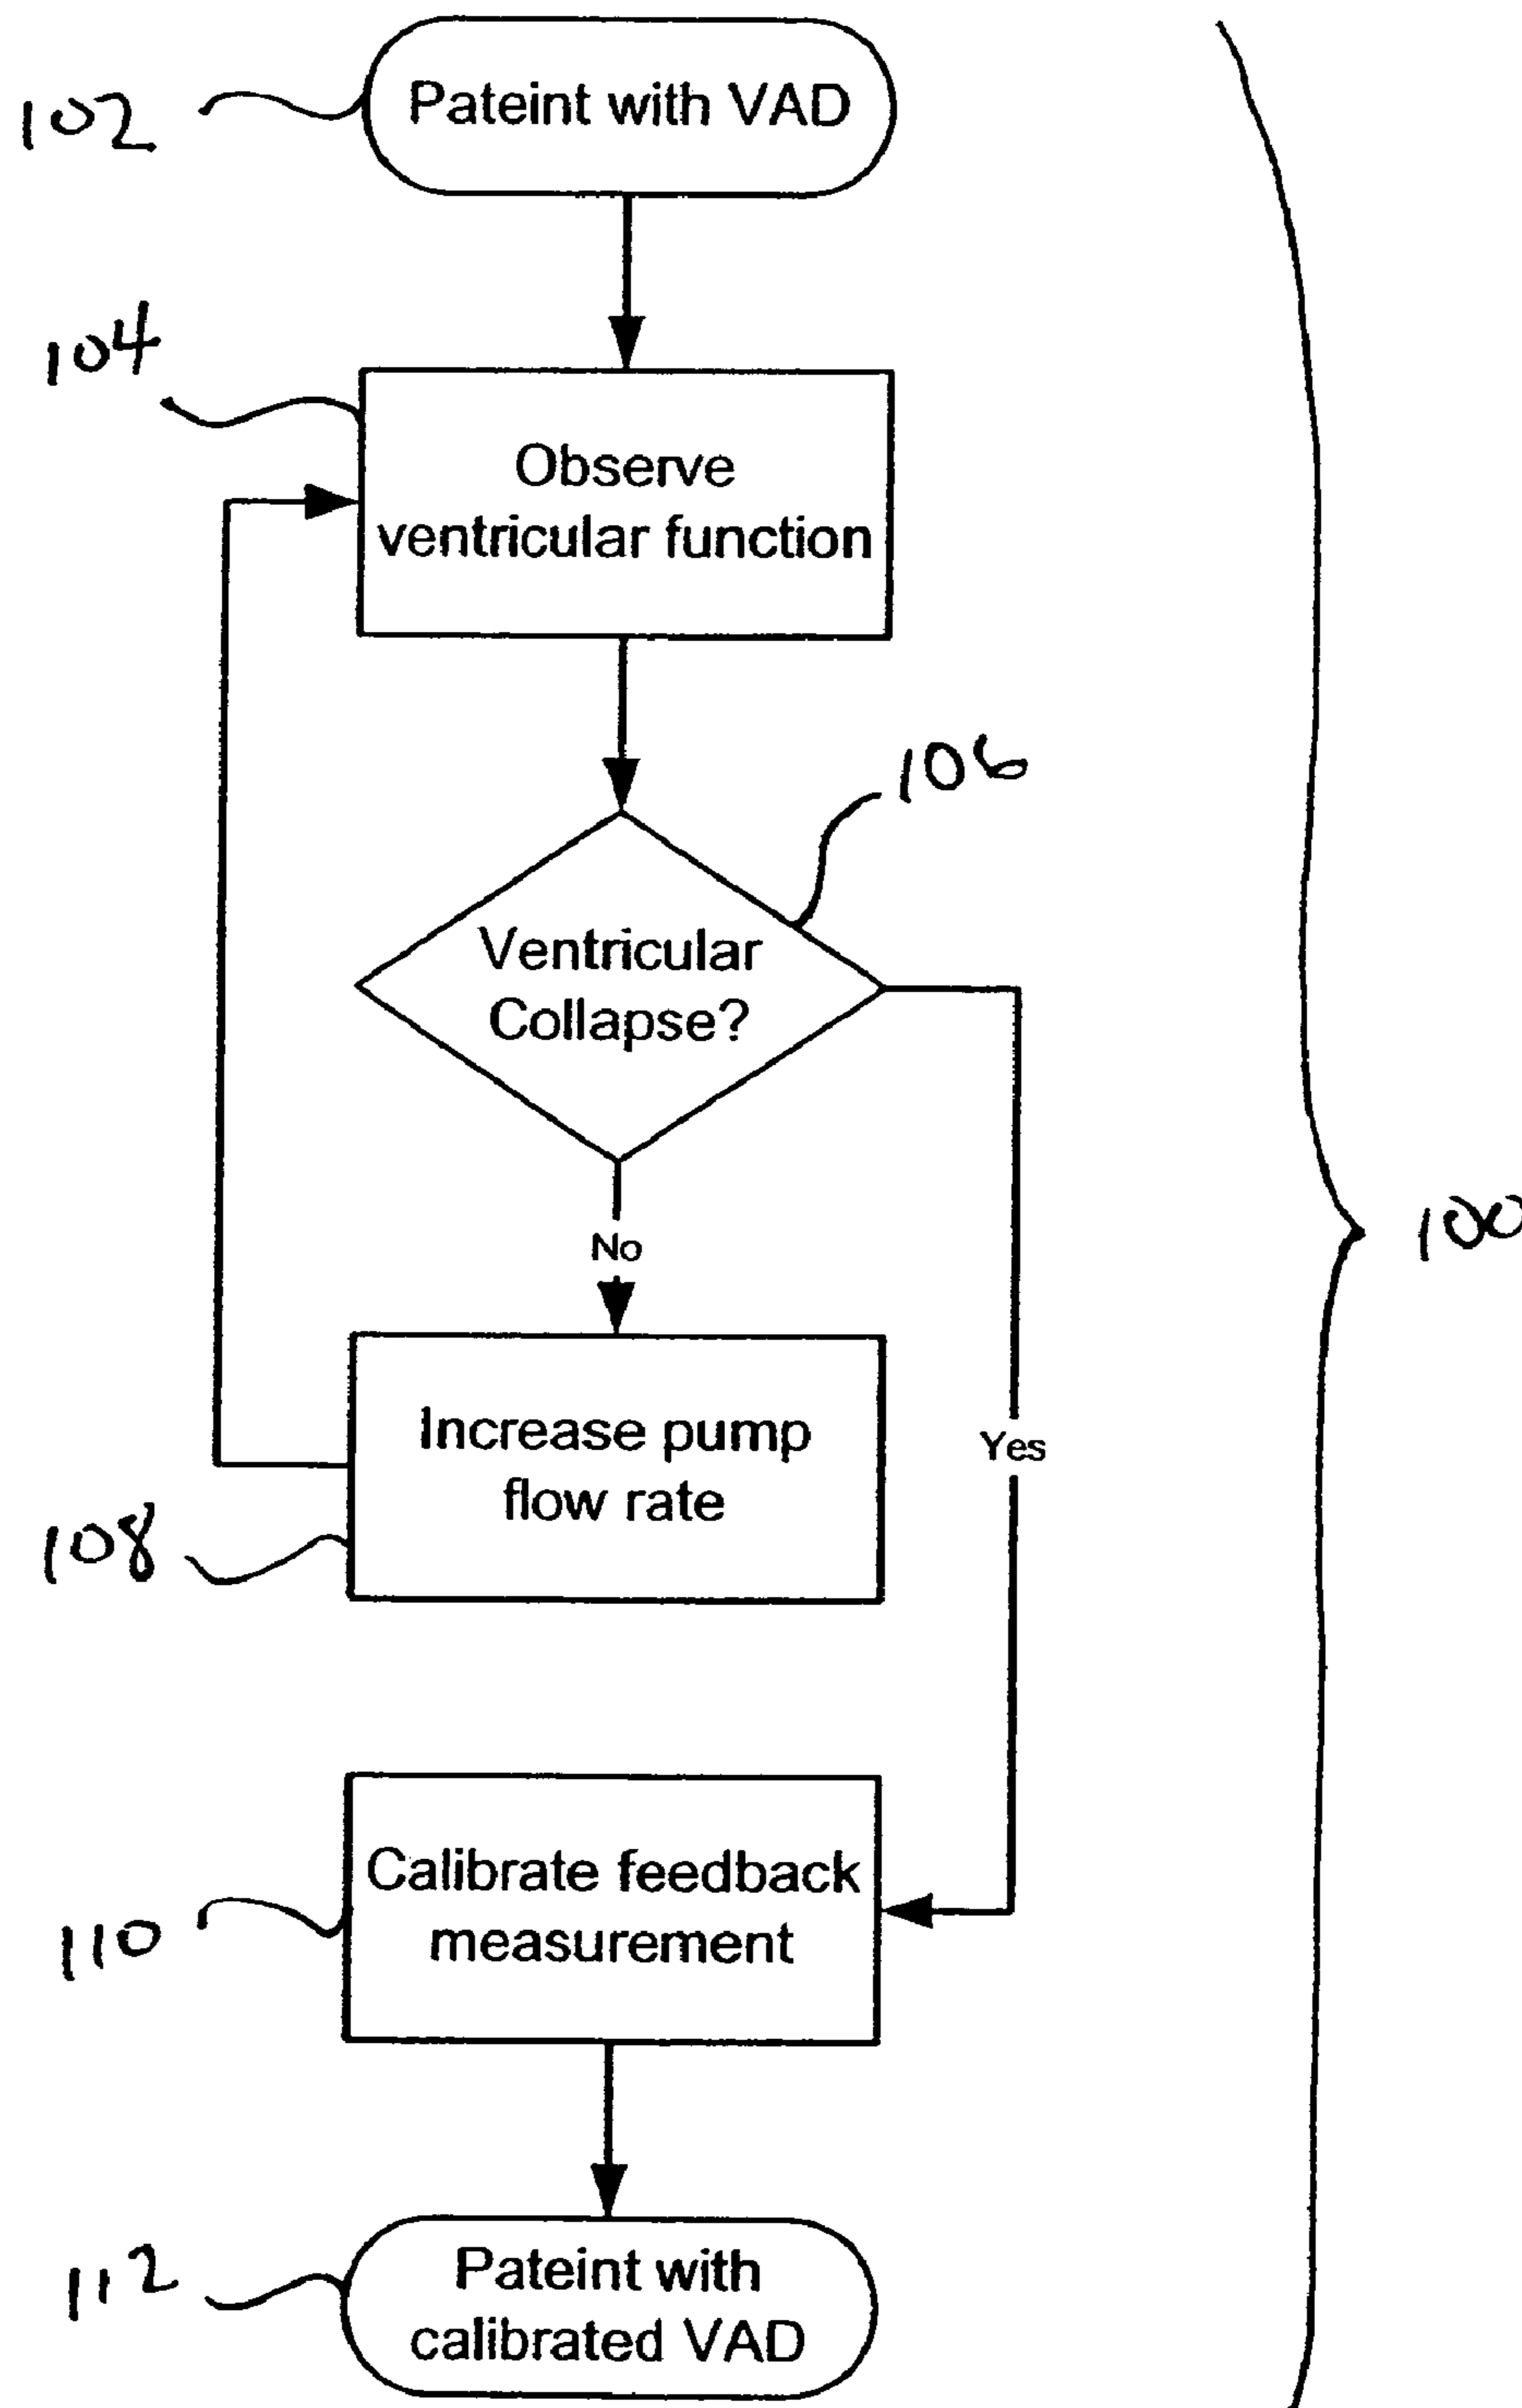 102
Pateint with VAD
104
Observe
ventricular function
106
Ventricular
Collapse?
No
100
Increase pump
flow rate
Yes
108
Calibrate feedback
measurement
110
Pateint with
calibrated VAD
112